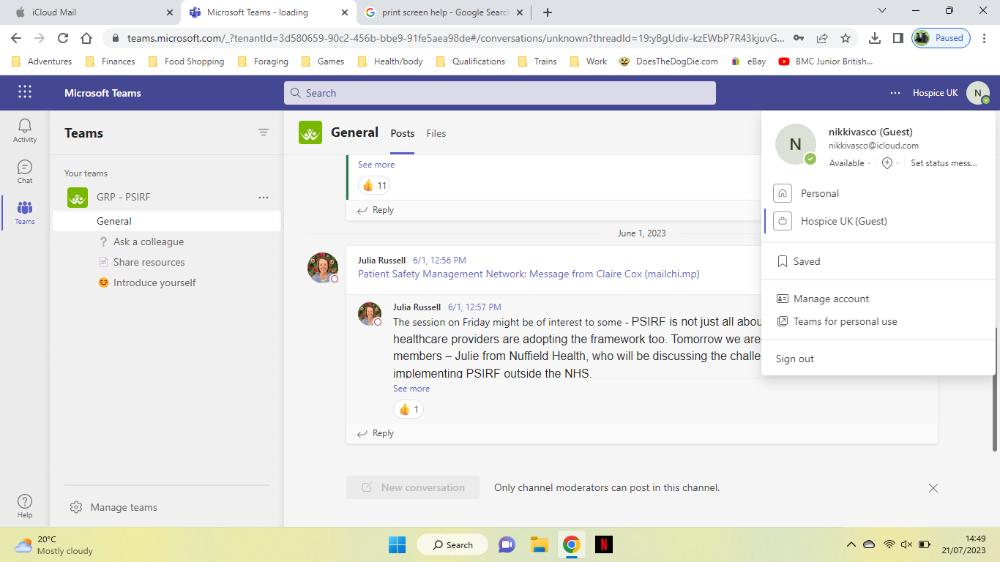 iCloud Mail
Microsoft Teams - loading
print screen help - Google Search
teams.microsoft.com/_?tenantId=3d580659-90c2-456b-bbe9-91fe5aea98de#/conversations/unknown?threadId=19:yBgUdiv-kzEWbP7R43kjuvG...
Paused
Adventures
Finances
Food Shopping
Foraging
Games
Health/body
Qualifications
Trains
Work
DoesTheDogDie.com
eBay
BMC Junior British...
Microsoft Teams
Search
Hospice UK
N
Activity
Chat
Teams
Help
Teams
Your teams
GRP - PSIRF
General
Ask a colleague
Share resources
Introduce yourself
Manage teams
General Posts Files
See more
11
Reply
June 1, 2023
Julia Russell 6/1, 12:56 PM
Patient Safety Management Network: Message from Claire Cox (mailchi.mp)
Julia Russell 6/1, 12:57 PM
The session on Friday might be of interest to some - PSIRF is not just all abou
healthcare providers are adopting the framework too. Tomorrow we are
members – Julie from Nuffield Health, who will be discussing the challe
implementing PSIRF outside the NHS.
See more
1
Reply
New conversation
Only channel moderators can post in this channel.
N
nikkivasco (Guest)
nikkivasco@icloud.com
Available
Set status mess...
Personal
Hospice UK (Guest)
Saved
Manage account
Teams for personal use
Sign out
20°C
Mostly cloudy
Search
N
14:49
21/07/2023